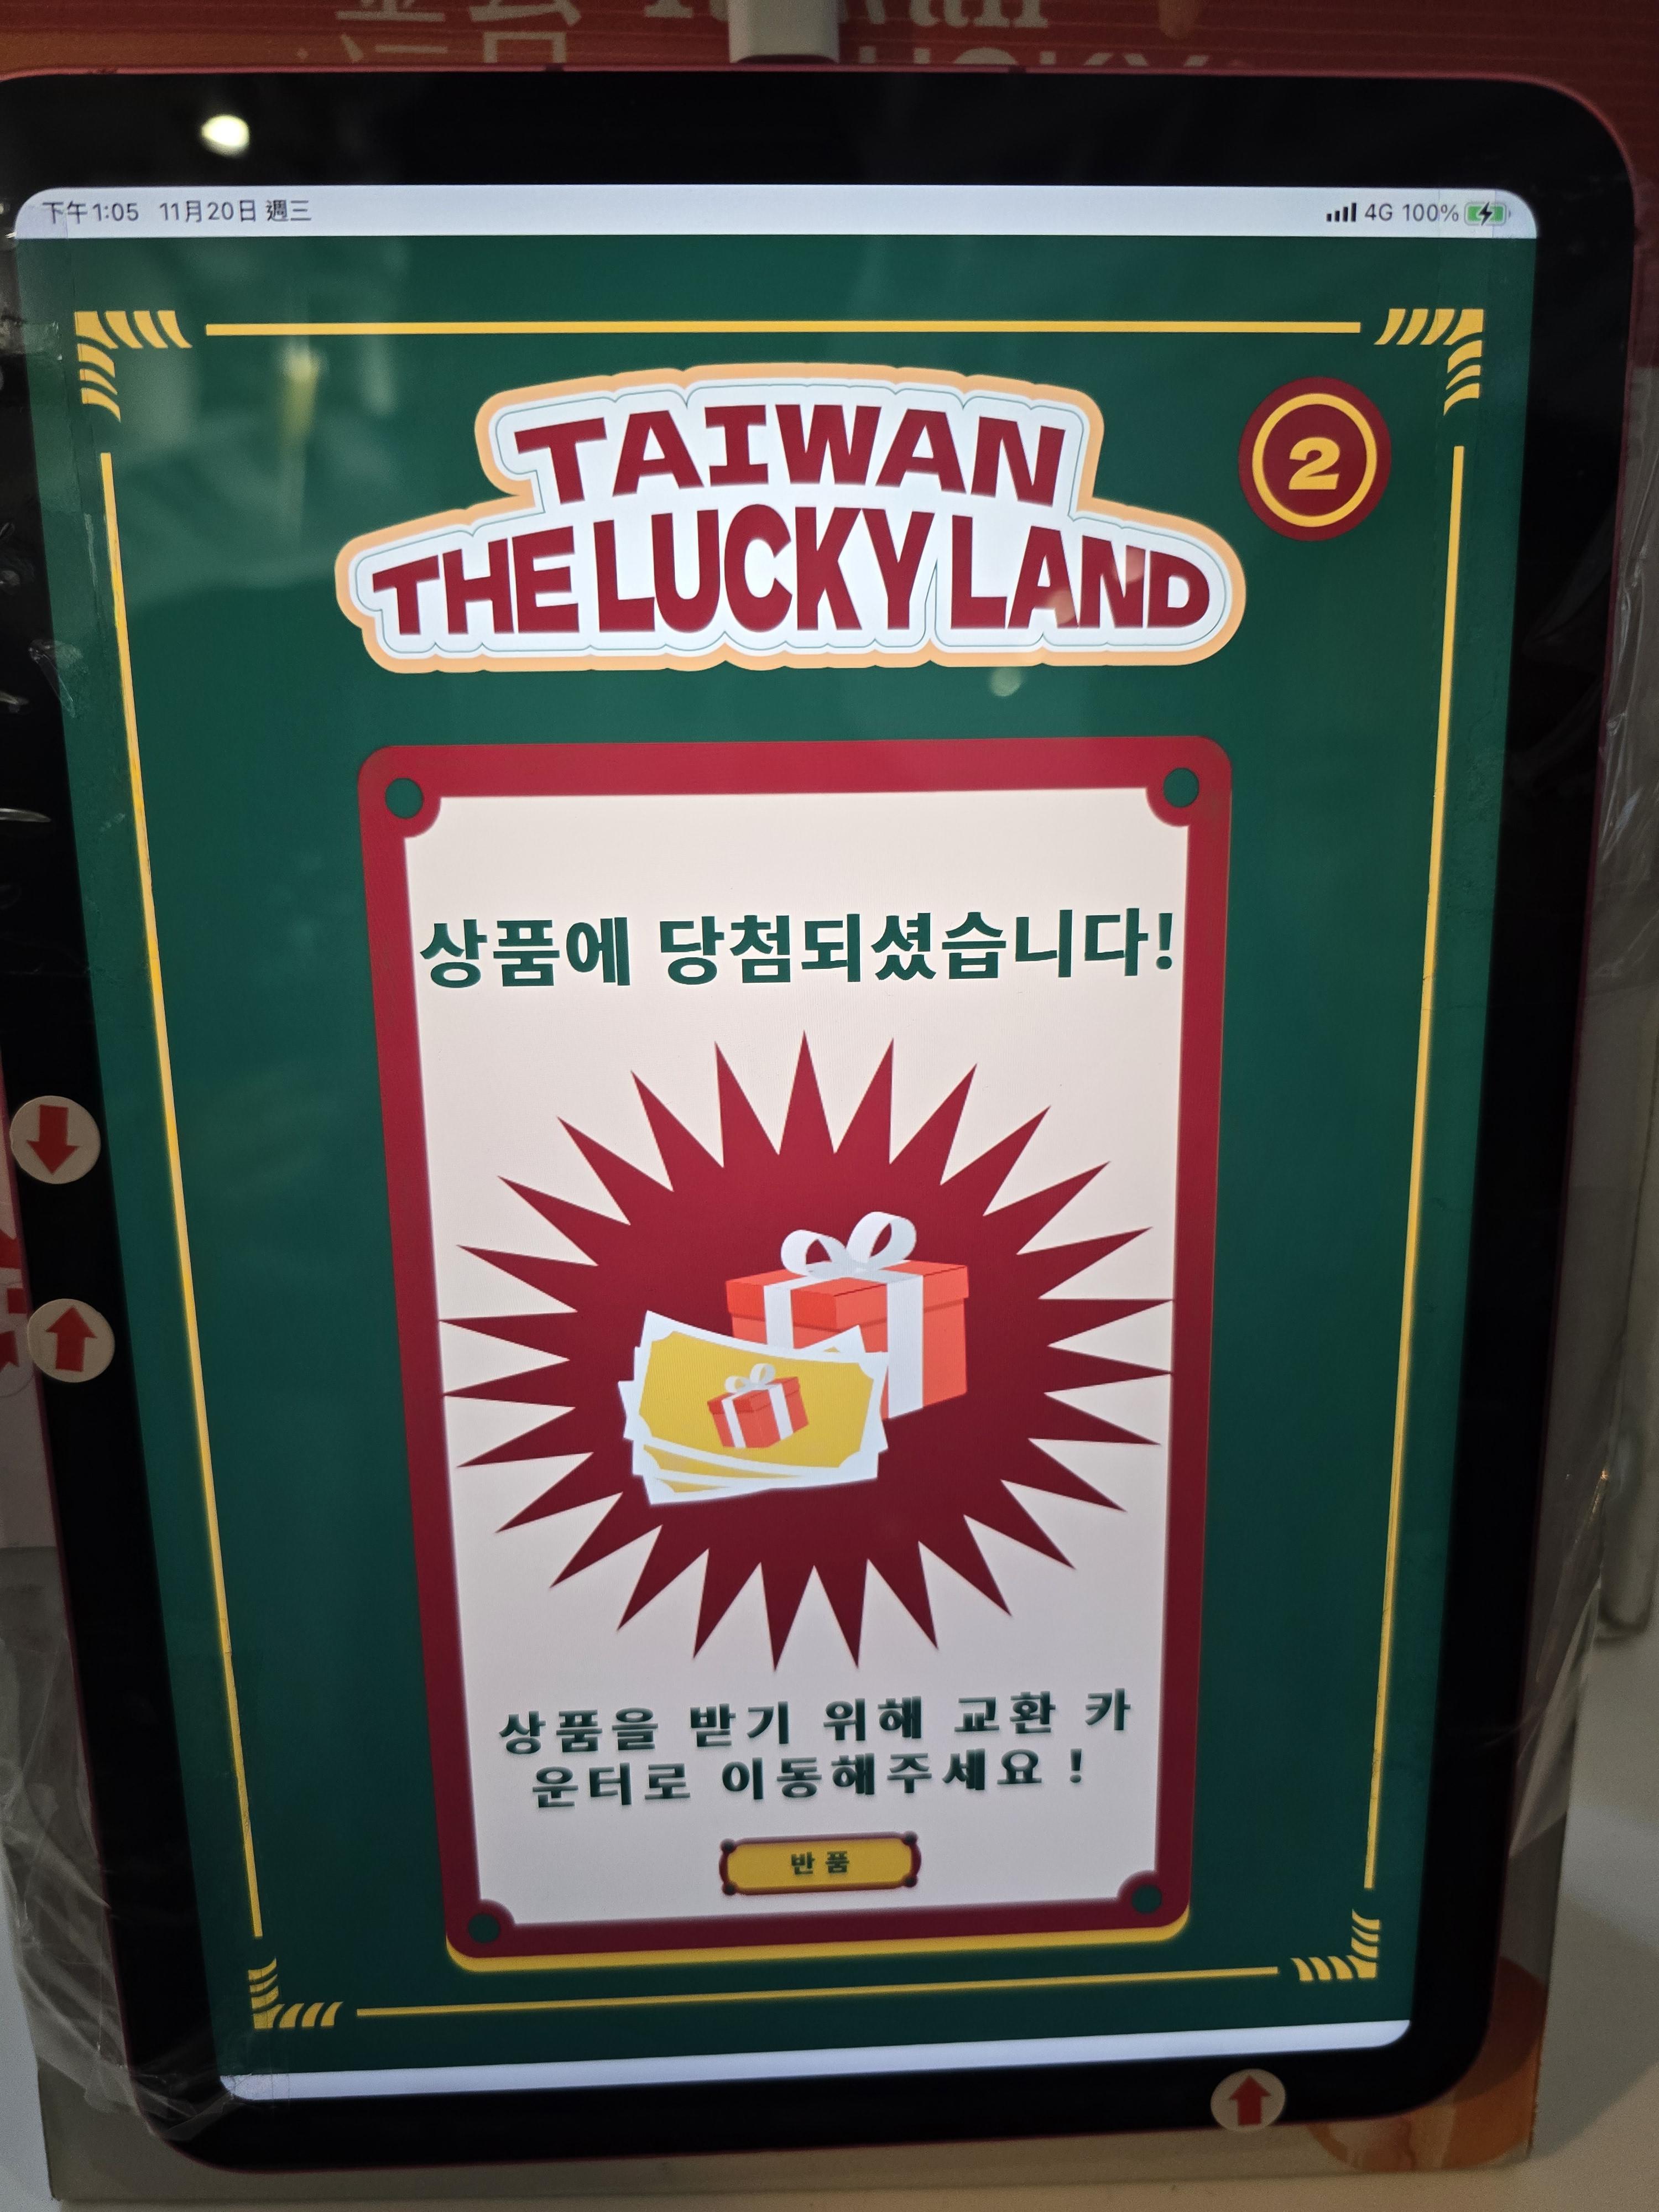 Taiwan
下午1:05 11月20日 週三
4G 100%
TAIWAN
THE LUCKY LAND
2
상품에 당첨되셨습니다!
상품을 받기 위해 교환 카
운터로 이동해주세요 !
반품